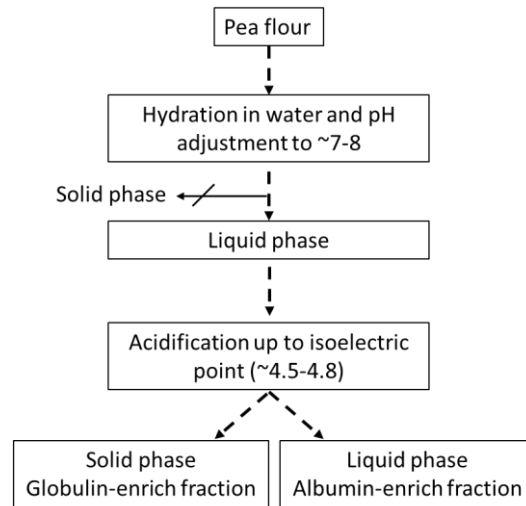 Pea flour
Hydration in water and pH
adjustment to ~7-8
Solid phase
Liquid phase
Acidification up to isoelectric
point (~4.5-4.8)
Solid phase
Globulin-enrich fraction
Liquid phase
Albumin-enrich fraction